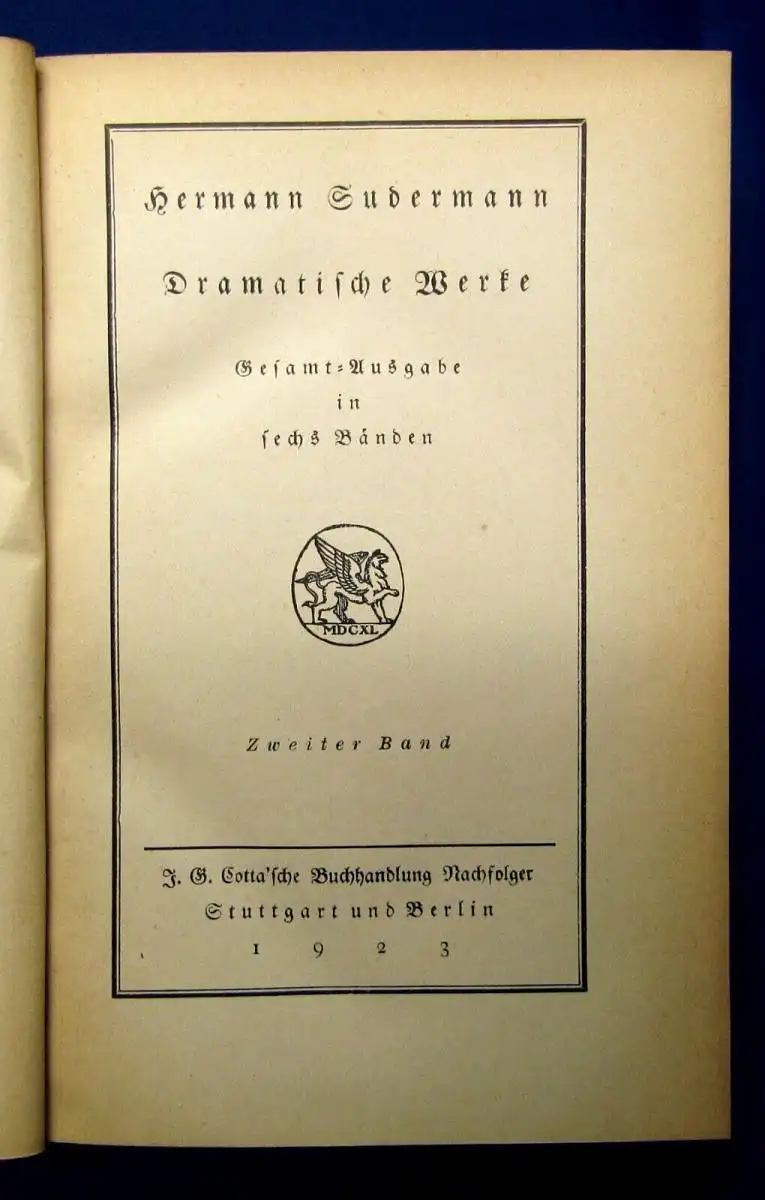 Hermann Sudermann
Dramatische Werke
Gesamt-Ausgabe
in
sechs Bänden
MDCXL
Zweiter Band
J. G. Cotta'sche Buchhandlung Nachfolger
Stuttgart und Berlin
1923